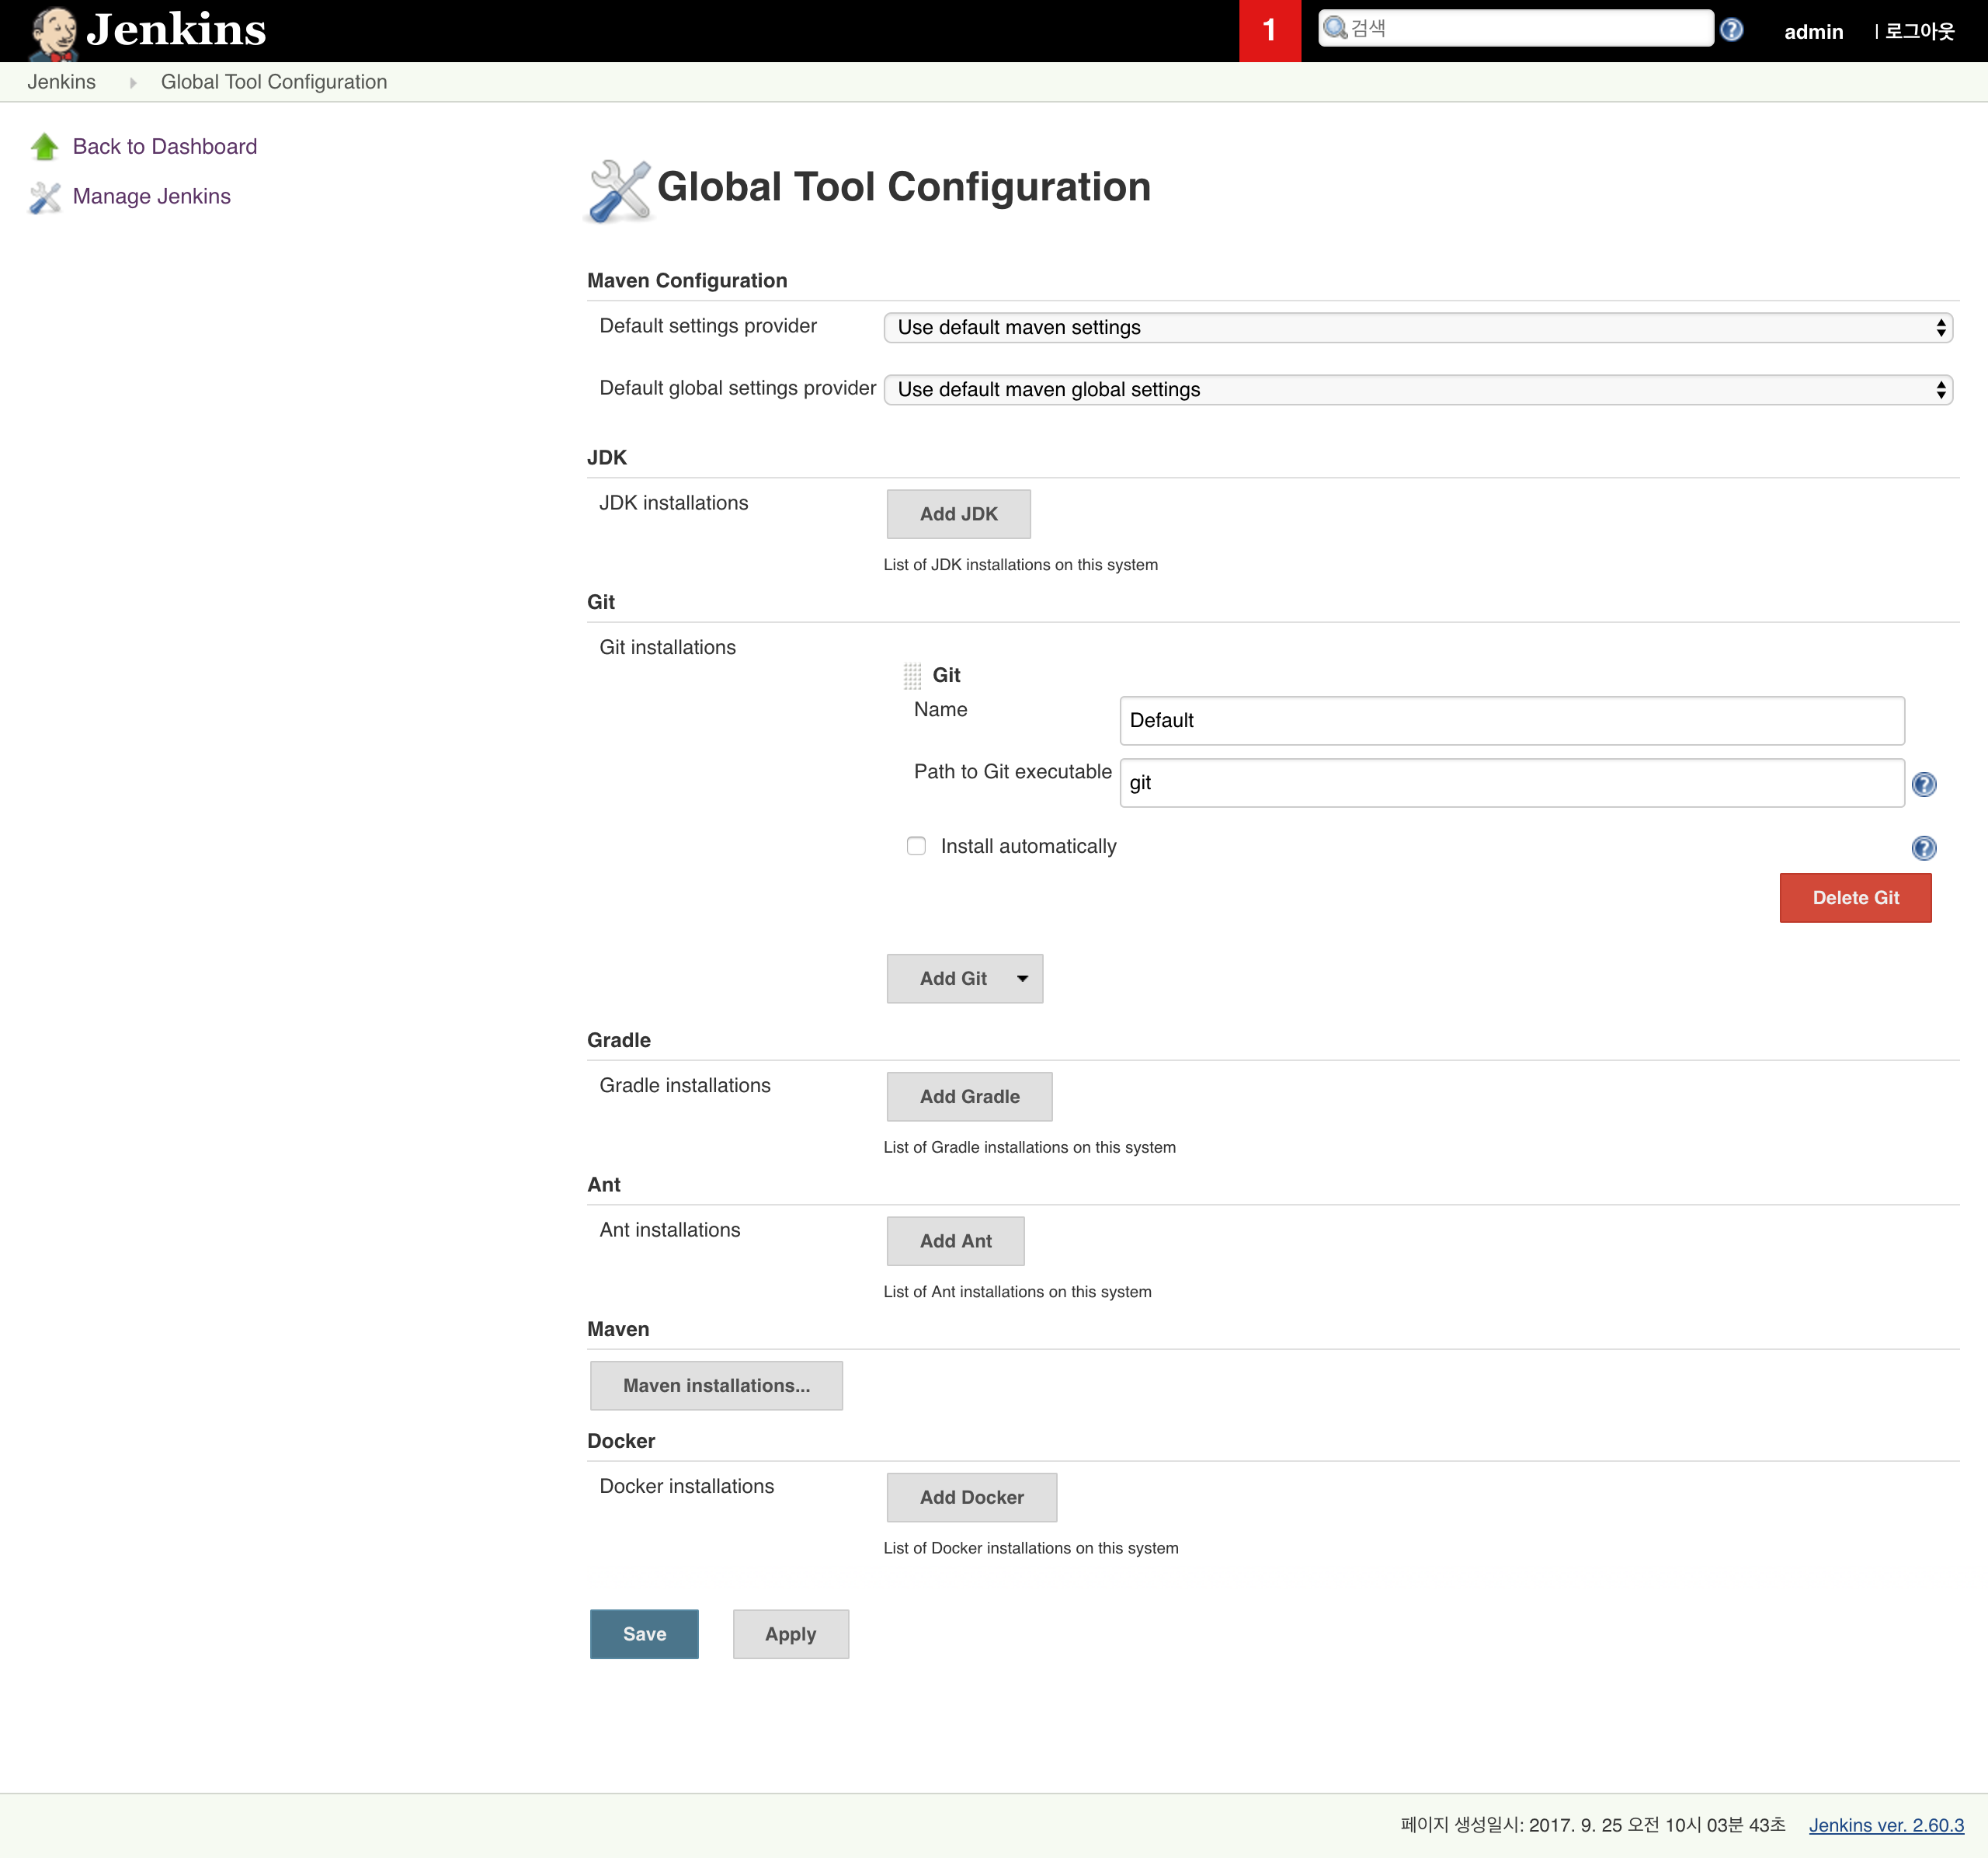 Jenkins
1
검색
admin
| 로그아웃
Jenkins
Global Tool Configuration
Back to Dashboard
Manage Jenkins
Global Tool Configuration
Maven Configuration
Default settings provider
Use default maven settings
Default global settings provider
Use default maven global settings
JDK
JDK installations
Add JDK
List of JDK installations on this system
Git
Git installations
Git
Name
Default
Path to Git executable
git
Install automatically
Delete Git
Add Git
Gradle
Gradle installations
Add Gradle
List of Gradle installations on this system
Ant
Ant installations
Add Ant
List of Ant installations on this system
Maven
Maven installations...
Docker
Docker installations
Add Docker
List of Docker installations on this system
Save
Apply
페이지 생성일시: 2017. 9. 25 오전 10시 03분 43초
Jenkins ver. 2.60.3